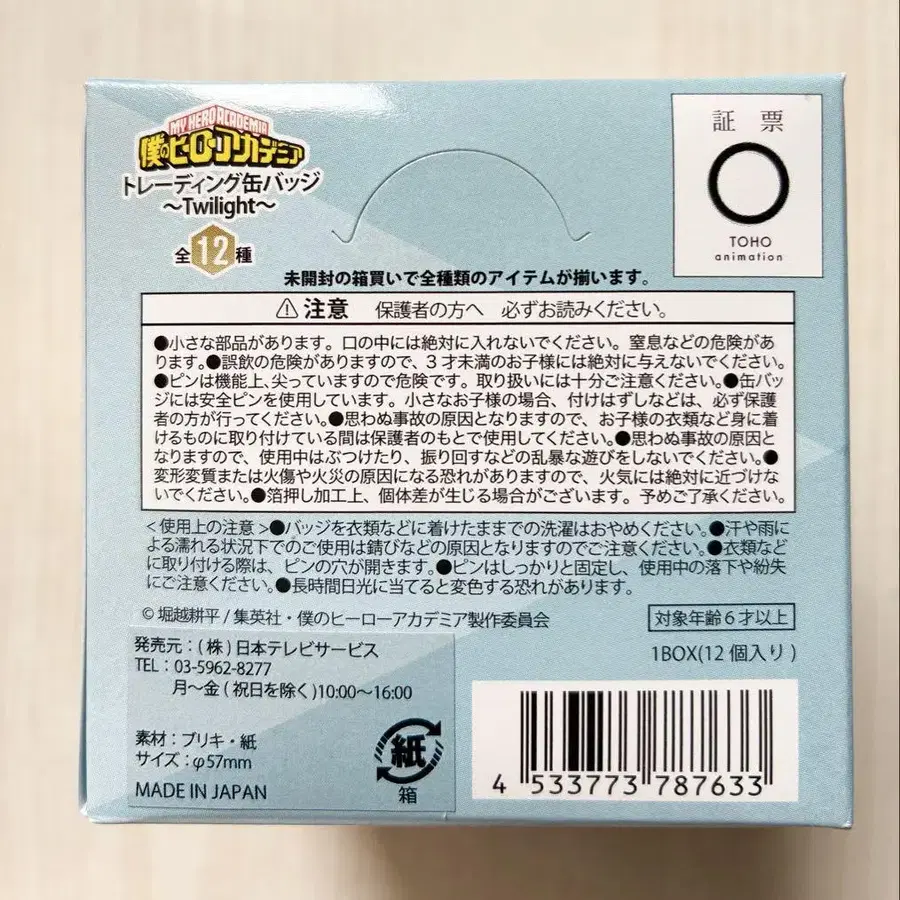 MY HERO ACADEMIA
僕のヒーローアカデミア
トレーディング缶バッジ
～Twilight～
全12種
証 票
TOHO
animation
未開封の箱買いで全種類のアイテムが揃います。
⚠注意 保護者の方へ 必ずお読みください。
●小さな部品があります。口の中には絶対に入れないでください。窒息などの危険があ
ります。●誤飲の危険がありますので、3才未満のお子様には絶対に与えないでください。
●ピンは機能上、尖っていますので危険です。取り扱いには十分ご注意ください。●缶バッ
ジには安全ピンを使用しています。小さなお子様の場合、付けはずしなどは、必ず保護
者の方が行ってください。●思わぬ事故の原因となりますので、お子様の衣類など身に着
けるものに取り付けている間は保護者のもとで使用してください。●思わぬ事故の原因と
なりますので、使用中はぶつけたり、振り回すなどの乱暴な遊びをしないでください。●
変形変質または火傷や火災の原因になる恐れがありますので、火気には絶対に近づけな
いでください。●箔押し加工上、個体差が生じる場合がございます。予めご了承ください。
＜使用上の注意＞●バッジを衣類などに着けたままでの洗濯はおやめください。●汗や雨に
よる濡れる状況下でのご使用は錆びなどの原因となりますのでご注意ください。●衣類など
に取り付ける際は、ピンの穴が開きます。●ピンはしっかりと固定し、使用中の落下や紛失
にご注意ください。●長時間日光に当てると変色する恐れがあります。
© 堀越耕平 / 集英社・僕のヒーローアカデミア製作委員会
対象年齢6才以上
1BOX(12個入り)
発売元：(株)日本テレビサービス
TEL：03-5962-8277
月～金(祝日を除く)10:00～16:00
素材：ブリキ・紙
サイズ：φ57mm
MADE IN JAPAN
紙
箱
4 533773 787633